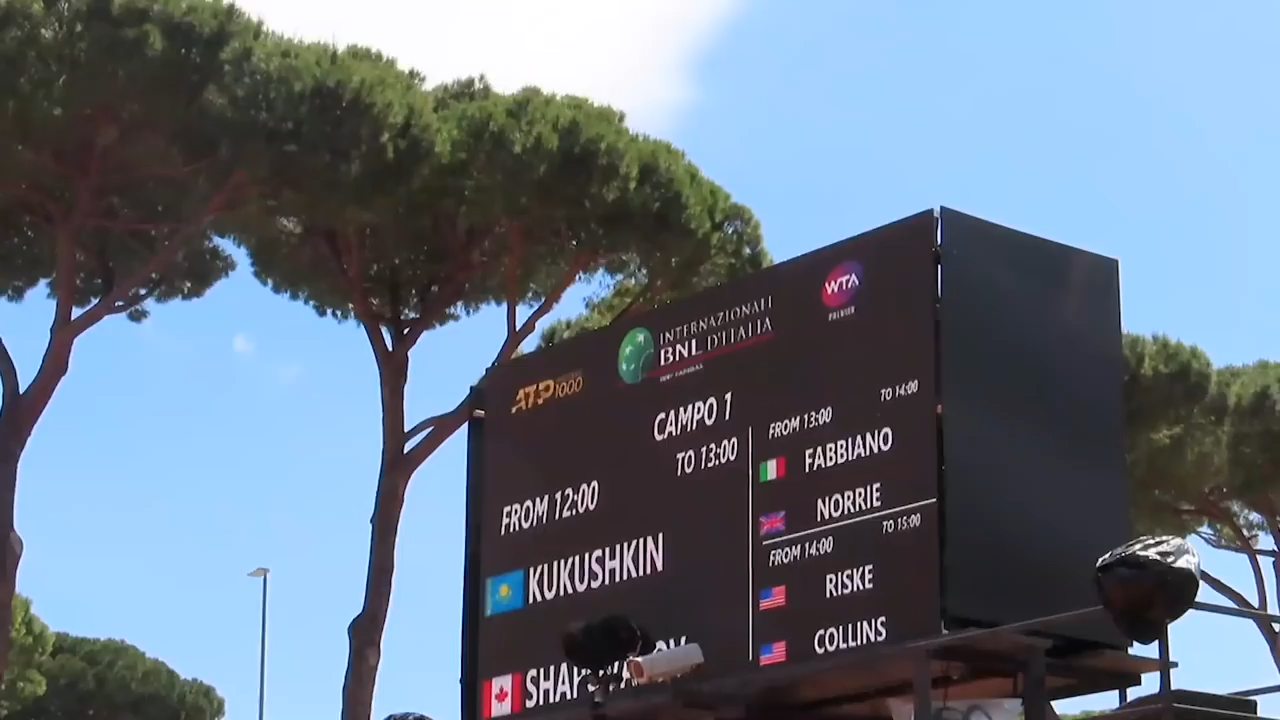 ATP 1000
INTERNAZIONALI
BNL D'ITALIA
WTA
PREMIER
CAMPO 1
FROM 12:00
TO 13:00
KUKUSHKIN
FROM 13:00
TO 14:00
FABBIANO
NORRIE
FROM 14:00
TO 15:00
RISKE
COLLINS